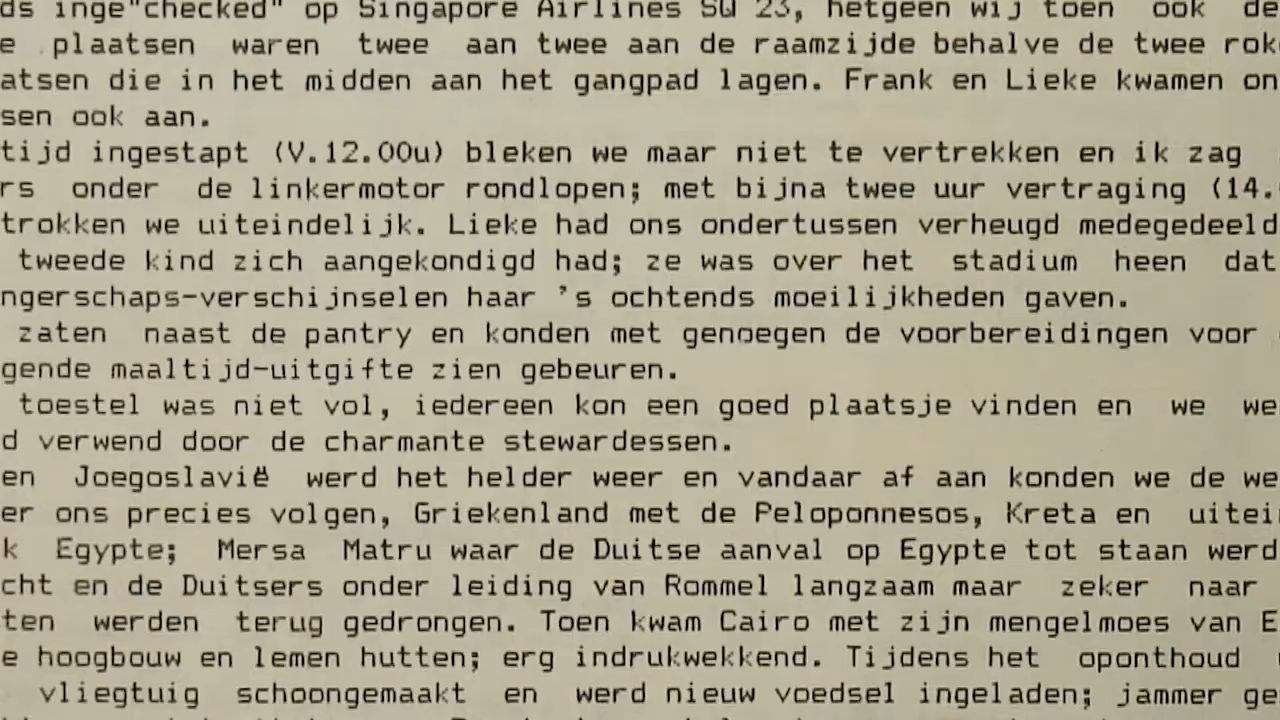 ds inge"checked" op Singapore Airlines SQ 23, hetgeen wij toen ook de
e plaatsen waren twee aan twee aan de raamzijde behalve de twee rok
atsen die in het midden aan het gangpad lagen. Frank en Lieke kwamen on
sen ook aan.
tijd ingestapt (V.12.00u) bleken we maar niet te vertrekken en ik zag
rs onder de linkermotor rondlopen; met bijna twee uur vertraging (14.
trokken we uiteindelijk. Lieke had ons ondertussen verheugd medegedeeld
tweede kind zich aangekondigd had; ze was over het stadium heen dat
ngerschaps-verschijnselen haar 's ochtends moeilijkheden gaven.
zaten naast de pantry en konden met genoegen de voorbereidingen voor
gende maaltijd-uitgifte zien gebeuren.
toestel was niet vol, iedereen kon een goed plaatsje vinden en we we
d verwend door de charmante stewardessen.
en Joegoslavië werd het helder weer en vandaar af aan konden we de we
er ons precies volgen, Griekenland met de Peloponnesos, Kreta en uitei
k Egypte; Mersa Matru waar de Duitse aanval op Egypte tot staan werd
cht en de Duitsers onder leiding van Rommel langzaam maar zeker naar
ten werden terug gedrongen. Toen kwam Cairo met zijn mengelmoes van E
e hoogbouw en lemen hutten; erg indrukwekkend. Tijdens het oponthoud
vliegtuig schoongemaakt en werd nieuw voedsel ingeladen; jammer ge